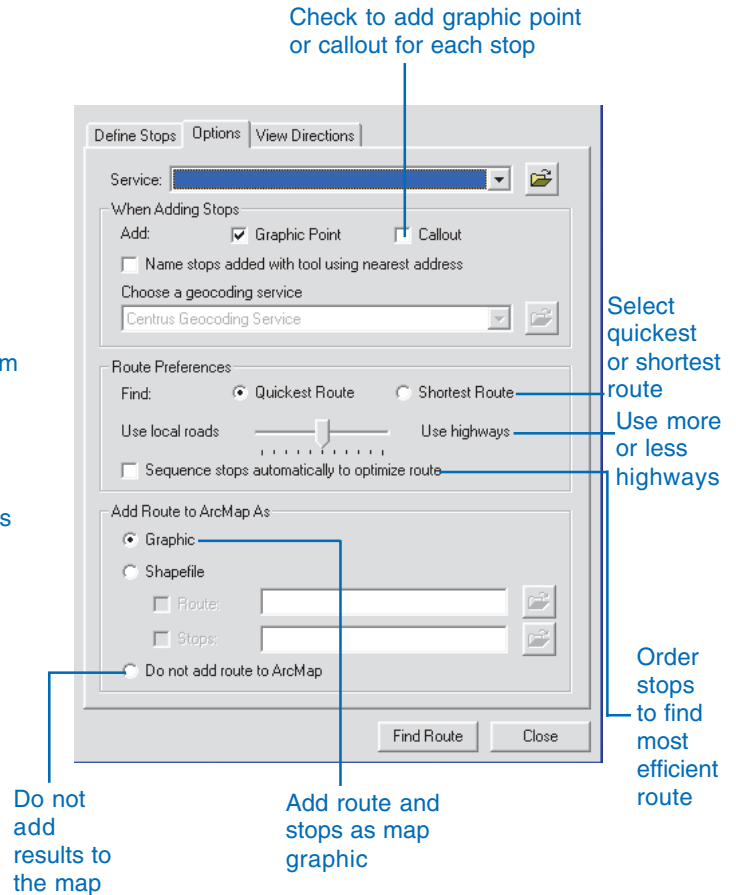 Check to add graphic point
or callout for each stop
Define Stops Options View Directions
Service:
When Adding Stops
Add: Graphic Point Callout
Name stops added with tool using nearest address
Choose a geocoding service
Centrus Geocoding Service
Select
quickest
or shortest
route
m
Route Preferences
Find: Quickest Route Shortest Route
Use local roads Use highways
Use more
or less
highways
Sequence stops automatically to optimize route
s
Add Route to ArcMap As
Graphic
Shapefile
Route:
Stops:
Do not add route to ArcMap
Order
stops
to find
most
efficient
route
Find Route Close
Do not
add
results to
the map
Add route and
stops as map
graphic